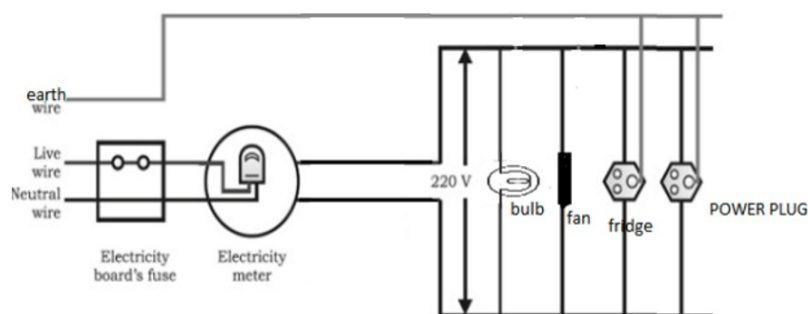 earth
wire
Live
wire
Neutral
wire
Electricity
board's fuse
Electricity
meter
220 V
bulb
fan
fridge
POWER PLUG